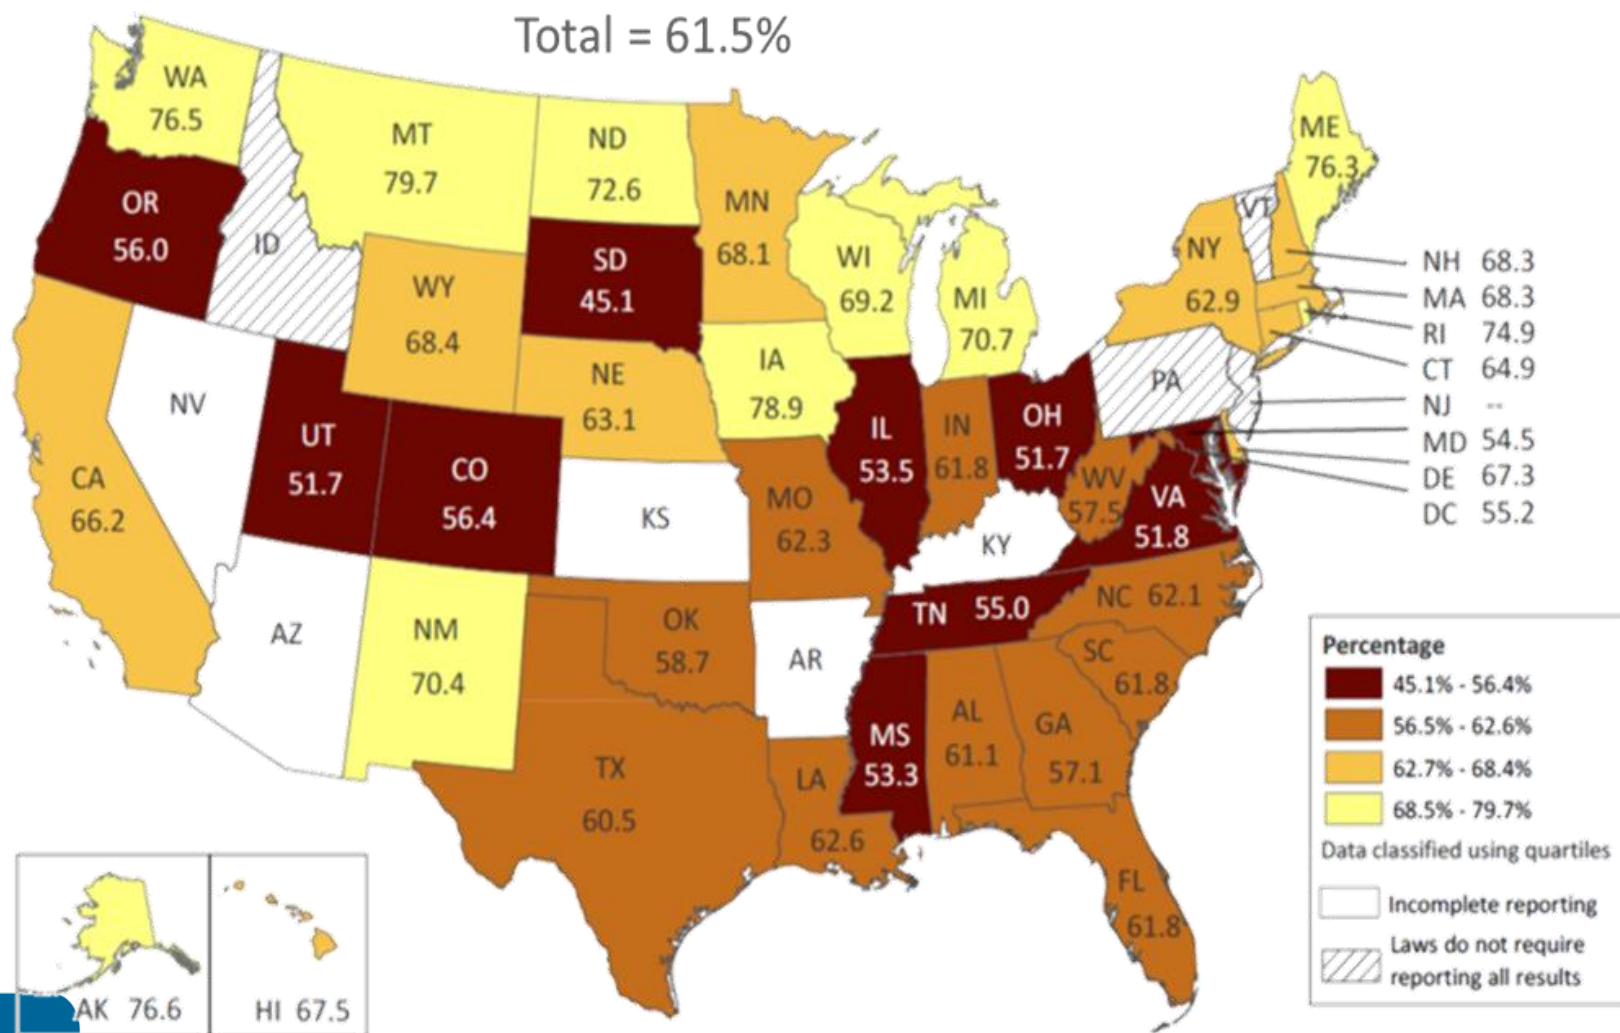 Total = 61.5%
WA
76.5
MT
79.7
ND
72.6
MN
68.1
ME
76.3
OR
56.0
ID
SD
45.1
WI
69.2
MI
70.7
NY
62.9
VT
NH 68.3
MA 68.3
RI 74.9
CT 64.9
NJ --
MD 54.5
DE 67.3
DC 55.2
WY
68.4
NE
63.1
IA
78.9
PA
NV
UT
51.7
CO
56.4
CA
66.2
KS
MO
62.3
IL
53.5
IN
61.8
OH
51.7
WV
57.5
VA
51.8
KY
TN 55.0
NC 62.1
SC
61.8
AZ
NM
70.4
OK
58.7
AR
MS
53.3
AL
61.1
GA
57.1
TX
60.5
LA
62.6
FL
61.8
AK 76.6
HI 67.5
Percentage
45.1% - 56.4%
56.5% - 62.6%
62.7% - 68.4%
68.5% - 79.7%
Data classified using quartiles
Incomplete reporting
Laws do not require
reporting all results